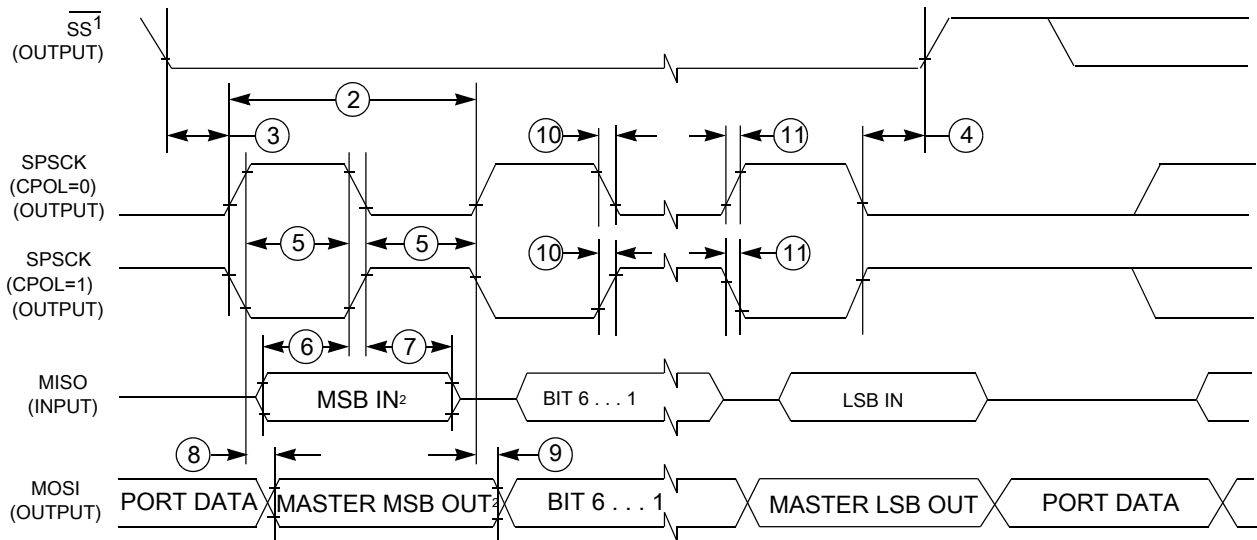 SS1
(OUTPUT)
2
3
10
11
4
SPSCK
(CPOL=0)
(OUTPUT)
5
5
SPSCK
(CPOL=1)
(OUTPUT)
10
11
6
7
MISO
(INPUT)
MSB IN2
BIT 6 . . . 1
LSB IN
8
9
MOSI
(OUTPUT)
PORT DATA
MASTER MSB OUT2
BIT 6 . . . 1
MASTER LSB OUT
PORT DATA